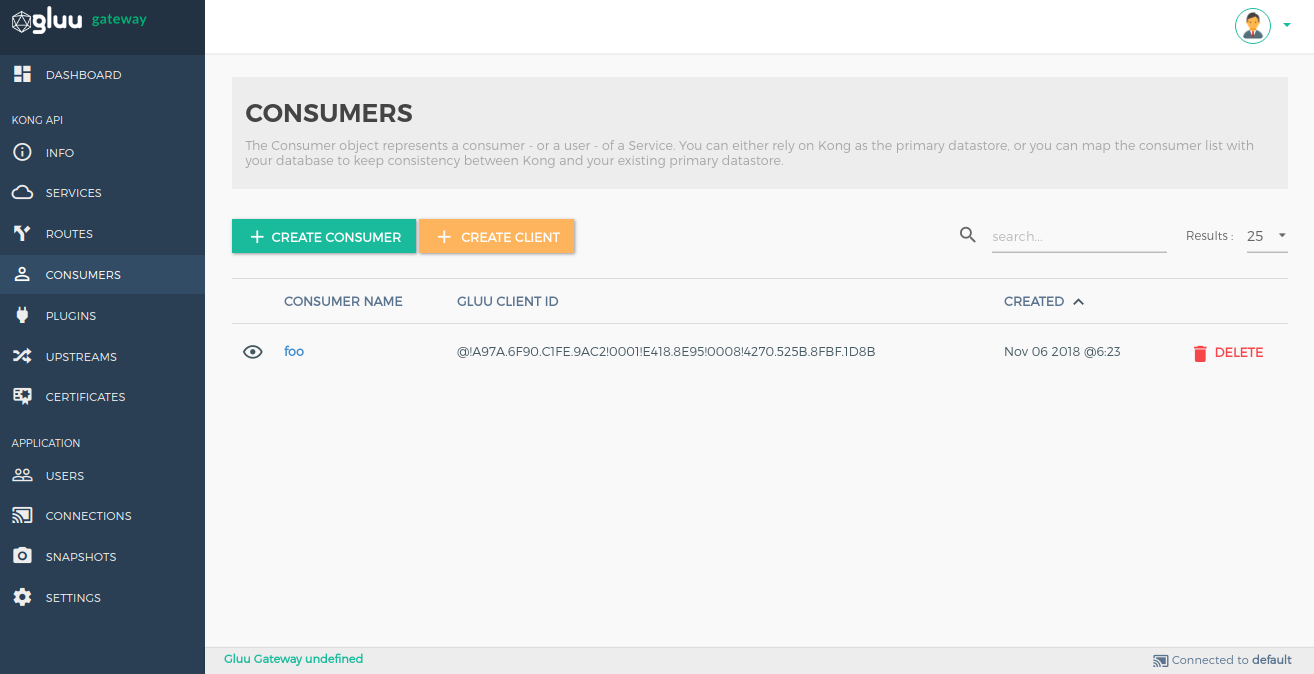 gluu gateway
DASHBOARD
KONG API
INFO
SERVICES
ROUTES
CONSUMERS
PLUGINS
UPSTREAMS
CERTIFICATES
APPLICATION
USERS
CONNECTIONS
SNAPSHOTS
SETTINGS
CONSUMERS
The Consumer object represents a consumer - or a user - of a Service. You can either rely on Kong as the primary datastore, or you can map the consumer list with
your database to keep consistency between Kong and your existing primary datastore.
CREATE CONSUMER CREATE CLIENT search... Results : 25
CONSUMER NAME GLUU CLIENT ID CREATED
foo @!A97A.6F90.C1FE.9AC2!0001!E418.8E95!0008!4270.525B.8FBF.1D8B Nov 06 2018 @6:23 DELETE
Gluu Gateway undefined Connected to default